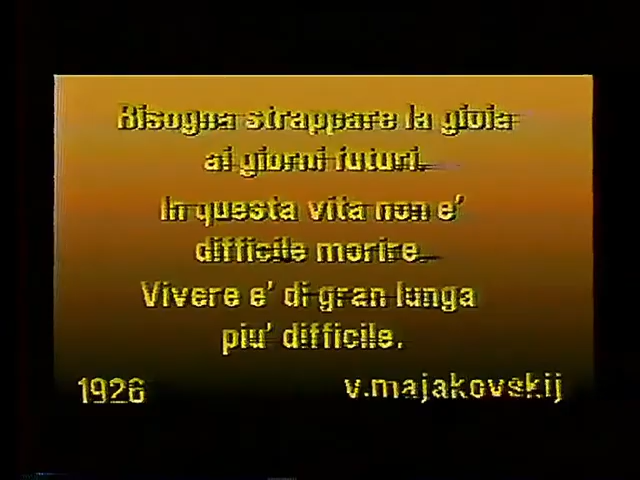 Bisogna strappare la gioia
ai giorni futuri.
In questa vita non e'
difficile morire.
Vivere e' di gran lunga
piu' difficile.
1926
v.majakovskij